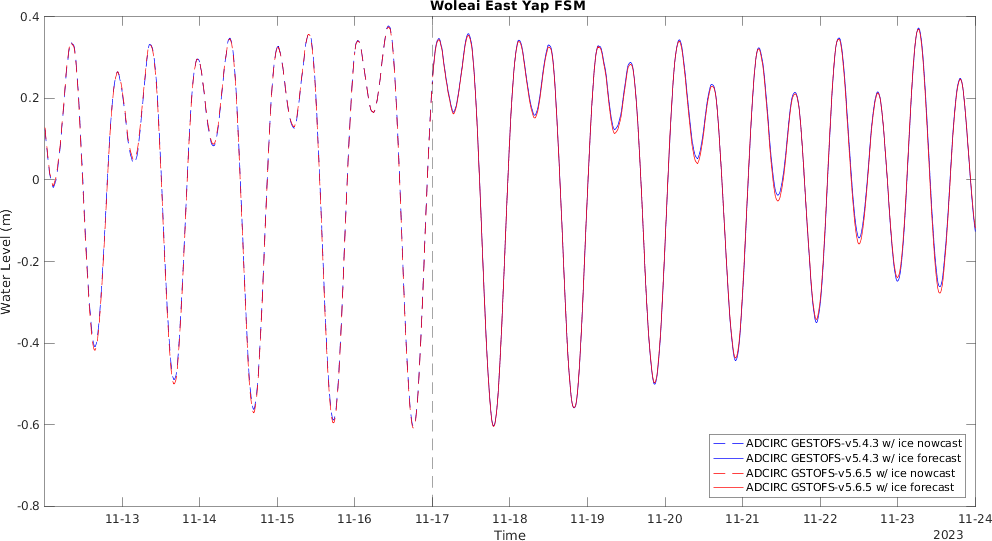 Woleai East Yap FSM
0.4
0.2
0
-0.2
-0.4
-0.6
-0.8
Water Level (m)
11-13
11-14
11-15
11-16
11-17
11-18
11-19
11-20
11-21
11-22
11-23
11-24
Time
2023
ADCIRC GESTOFS-v5.4.3 w/ ice nowcast
ADCIRC GESTOFS-v5.4.3 w/ ice forecast
ADCIRC GSTOFS-v5.6.5 w/ ice nowcast
ADCIRC GSTOFS-v5.6.5 w/ ice forecast